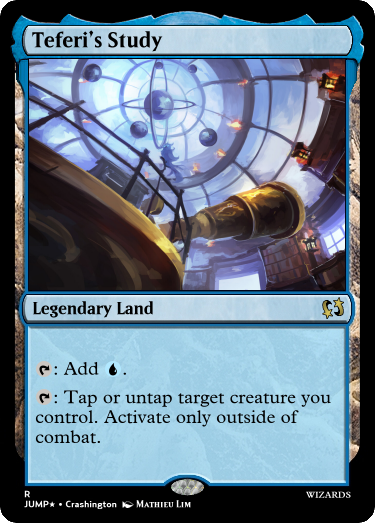 Teferi's Study
Legendary Land
: Add .
: Tap or untap target creature you
control. Activate only outside of
combat.
R
JUMP★ • Crashington Mathieu Lim
WIZARDS